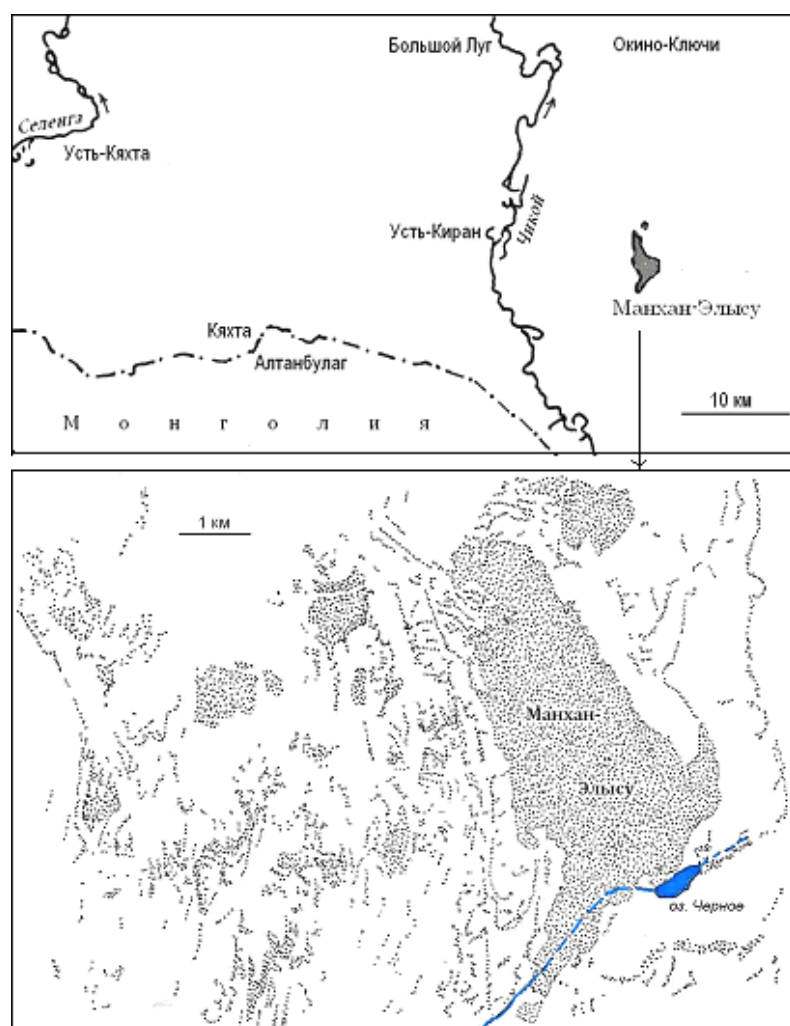 Большой Луг
Окино-Ключи
Селенга
Усть-Кяхта
Усть-Киран
Чикой
Манхан-Элысу
Кяхта
Алтанбулаг
10 км
Монголия
1 км
Манхан-
Элысу
оз. Черное